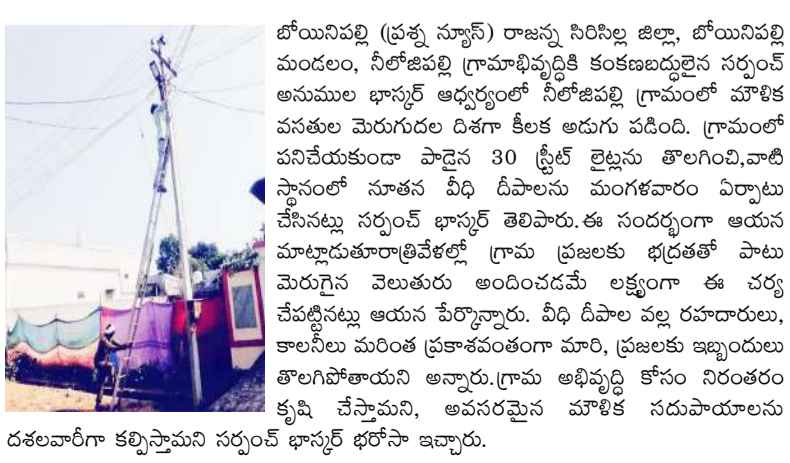 బోయినిపల్లి (ప్రశ్న న్యూస్) రాజన్న సిరిసిల్ల జిల్లా, బోయినిపల్లి
మండలం, నీలోజిపల్లి గ్రామాభివృద్ధికి కంకణబద్ధులైన సర్పంచ్
అనుముల భాస్కర్ ఆధ్వర్యంలో నీలోజిపల్లి గ్రామంలో మౌళిక
వసతుల మెరుగుదల దిశగా కీలక అడుగు పడింది. గ్రామంలో
పనిచేయకుండా పాడైన 30 స్ట్రీట్ లైట్లను తొలగించి,వాటి
స్థానంలో నూతన వీధి దీపాలను మంగళవారం ఏర్పాటు
చేసినట్లు సర్పంచ్ భాస్కర్ తెలిపారు.ఈ సందర్భంగా ఆయన
మాట్లాడుతూరాత్రివేళల్లో గ్రామ ప్రజలకు భద్రతతో పాటు
మెరుగైన వెలుతురు అందించడమే లక్ష్యంగా ఈ చర్య
చేపట్టినట్లు ఆయన పేర్కొన్నారు. వీధి దీపాల వల్ల రహదారులు,
కాలనీలు మరింత ప్రకాశవంతంగా మారి, ప్రజలకు ఇబ్బందులు
తొలగిపోతాయని అన్నారు.గ్రామ అభివృద్ధి కోసం నిరంతరం
కృషి చేస్తామని, అవసరమైన మౌళిక సదుపాయాలను
దశలవారీగా కల్పిస్తామని సర్పంచ్ భాస్కర్ భరోసా ఇచ్చారు.